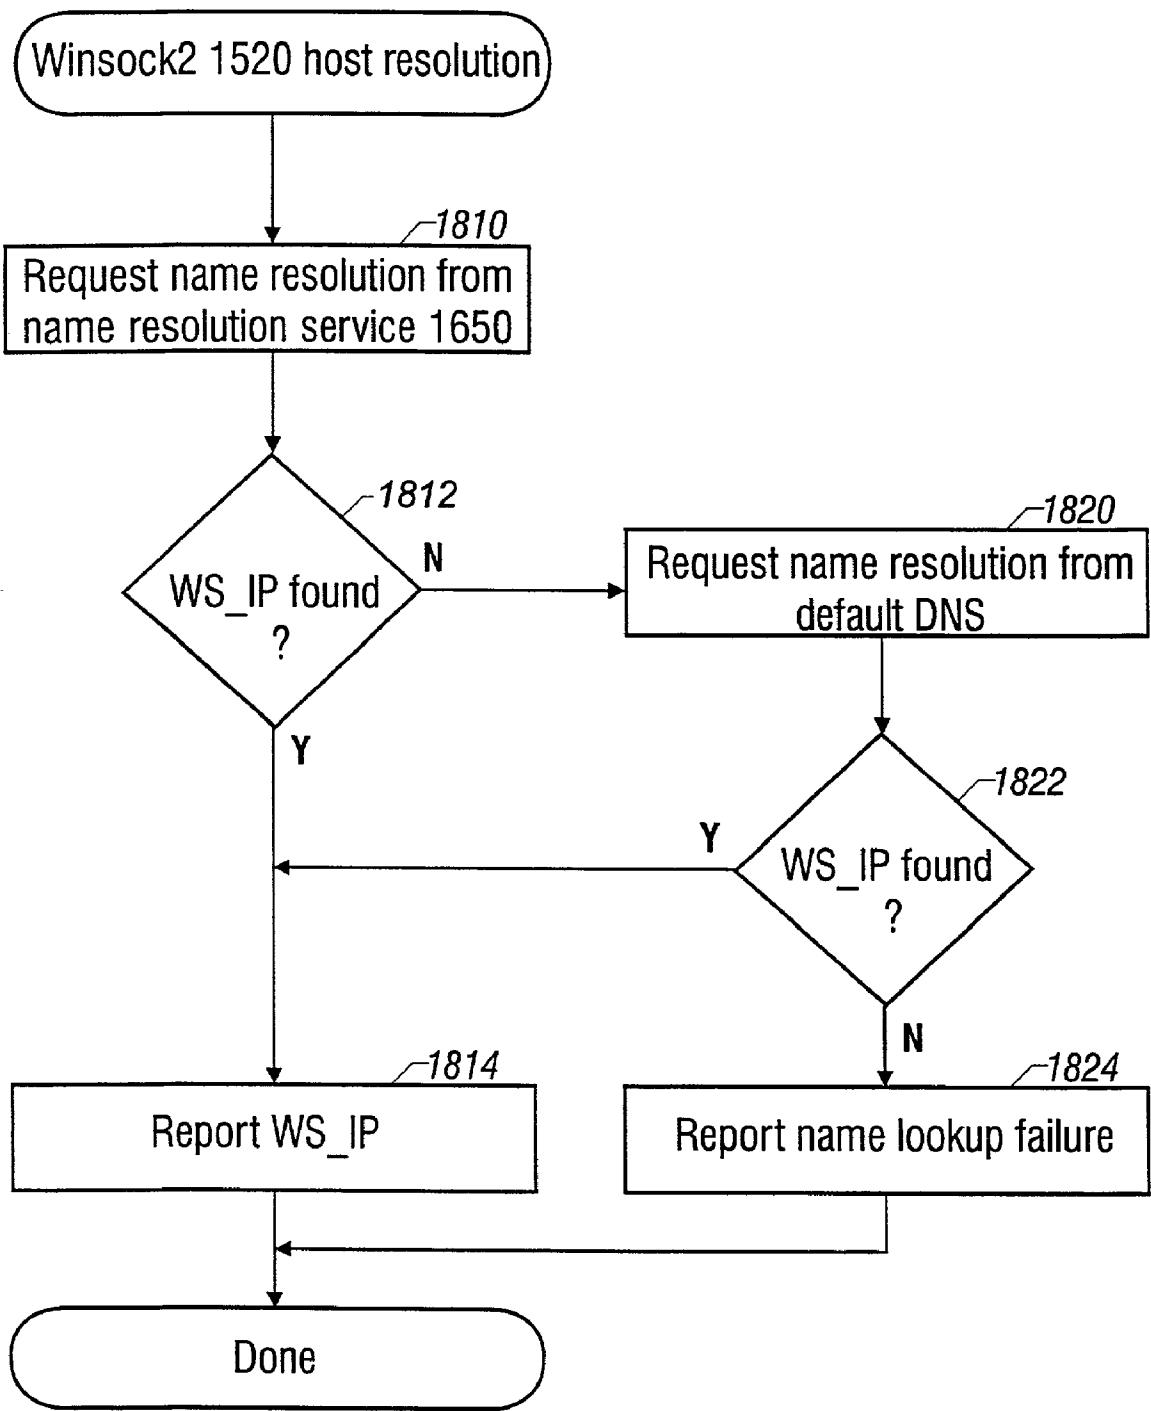 Winsock2 1520 host resolution
1810
Request name resolution from
name resolution service 1650
1812
WS_IP found
?
N
Y
1820
Request name resolution from
default DNS
1822
WS_IP found
?
Y
N
1814
Report WS_IP
1824
Report name lookup failure
Done